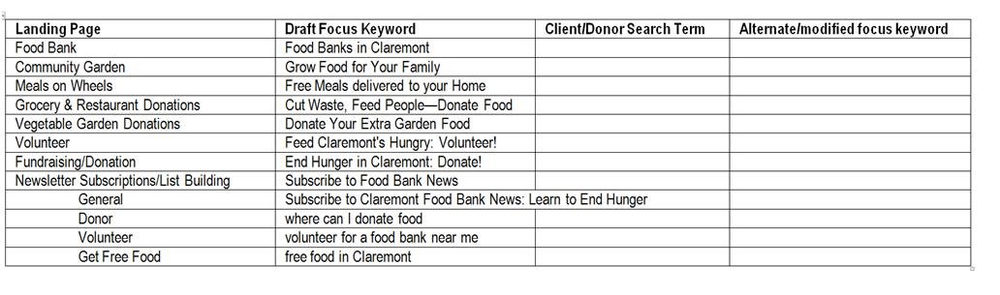 Landing Page Draft Focus Keyword Client/Donor Search Term Alternate/modified focus keyword
Food Bank Food Banks in Claremont
Community Garden Grow Food for Your Family
Meals on Wheels Free Meals delivered to your Home
Grocery & Restaurant Donations Cut Waste, Feed People—Donate Food
Vegetable Garden Donations Donate Your Extra Garden Food
Volunteer Feed Claremont's Hungry: Volunteer!
Fundraising/Donation End Hunger in Claremont: Donate!
Newsletter Subscriptions/List Building Subscribe to Food Bank News
General Subscribe to Claremont Food Bank News: Learn to End Hunger
Donor where can I donate food
Volunteer volunteer for a food bank near me
Get Free Food free food in Claremont